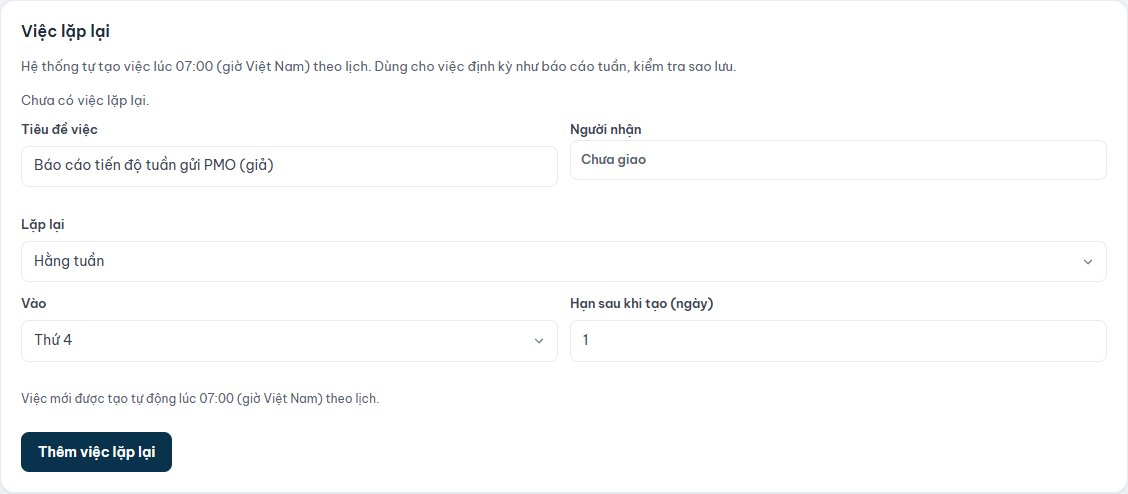 Việc lặp lại
Hệ thống tự tạo việc lúc 07:00 (giờ Việt Nam) theo lịch. Dùng cho việc định kỳ như báo cáo tuần, kiểm tra sao lưu.
Chưa có việc lặp lại.
Tiêu đề việc
Người nhận
Báo cáo tiến độ tuần gửi PMO (giả)
Chưa giao
Lặp lại
Hằng tuần
Vào
Hạn sau khi tạo (ngày)
Thứ 4
1
Việc mới được tạo tự động lúc 07:00 (giờ Việt Nam) theo lịch.
Thêm việc lặp lại